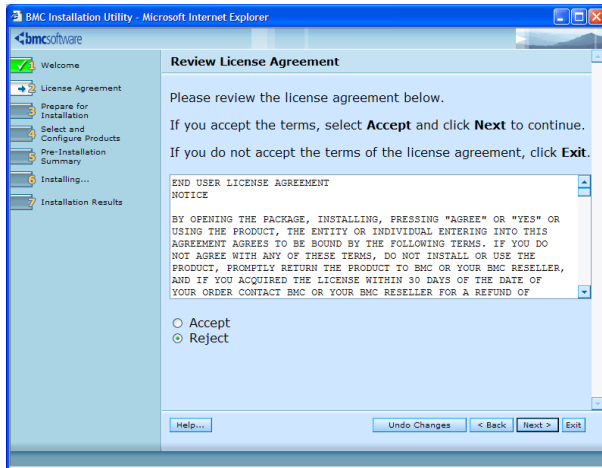 BMC Installation Utility - Microsoft Internet Explorer
bmcsoftware
1 Welcome
2 License Agreement
3 Prepare for
Installation
4 Select and
Configure Products
5 Pre-Installation
Summary
6 Installing...
7 Installation Results
Review License Agreement
Please review the license agreement below.
If you accept the terms, select Accept and click Next to continue.
If you do not accept the terms of the license agreement, click Exit.
END USER LICENSE AGREEMENT
NOTICE
BY OPENING THE PACKAGE, INSTALLING, PRESSING "AGREE" OR "YES" OR
USING THE PRODUCT, THE ENTITY OR INDIVIDUAL ENTERING INTO THIS
AGREEMENT AGREES TO BE BOUND BY THE FOLLOWING TERMS. IF YOU DO
NOT AGREE WITH ANY OF THESE TERMS, DO NOT INSTALL OR USE THE
PRODUCT, PROMPTLY RETURN THE PRODUCT TO BMC OR YOUR BMC RESELLER,
AND IF YOU ACQUIRED THE LICENSE WITHIN 30 DAYS OF THE DATE OF
YOUR ORDER CONTACT BMC OR YOUR BMC RESELLER FOR A REFUND OF
Accept
Reject
Help... Undo Changes < Back Next > Exit